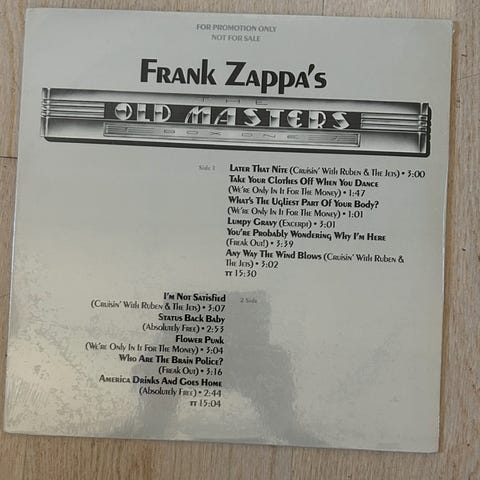 FOR PROMOTION ONLY
NOT FOR SALE
FRANK ZAPPA'S
THE
OLD MASTERS
BOX ONE
Side 1
LATER THAT NITE (CRUISIN' WITH RUBEN & THE JETS) • 3:00
TAKE YOUR CLOTHES OFF WHEN YOU DANCE
(WE'RE ONLY IN IT FOR THE MONEY) • 1:47
WHAT'S THE UGLIEST PART OF YOUR BODY?
(WE'RE ONLY IN IT FOR THE MONEY) • 1:01
LUMPY GRAVY (EXCERPT) • 3:01
YOU'RE PROBABLY WONDERING WHY I'M HERE
(FREAK OUT!) • 3:39
ANY WAY THE WIND BLOWS (CRUISIN' WITH RUBEN &
THE JETS) • 3:02
TT 15:30
2 Side
I'M NOT SATISFIED
(CRUISIN' WITH RUBEN & THE JETS) • 3:07
STATUS BACK BABY
(ABSOLUTELY FREE) • 2:53
FLOWER PUNK
(WE'RE ONLY IN IT FOR THE MONEY) • 3:04
WHO ARE THE BRAIN POLICE?
(FREAK OUT!) • 3:16
AMERICA DRINKS AND GOES HOME
(ABSOLUTELY FREE) • 2:44
TT 15:04